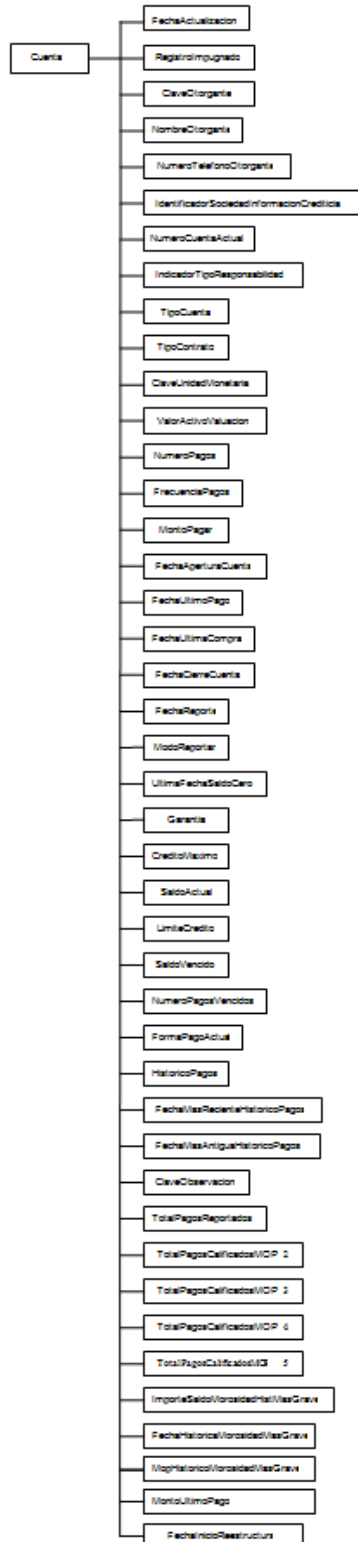 FechaActualizacion
Cuenta
RegistroImpugnado
ClaveOtorgante
NombreOtorgante
NumeroTelefonoOtorgante
IdentificadorSociedadInformacionCrediticia
NumeroCuentaActual
IndicadorTipoResponsabilidad
TipoCuenta
TipoContrato
ClaveUnidadMonetaria
ValorActivoValuacion
NumeroPagos
FrecuenciaPagos
MontoPagar
FechaAperturaCuenta
FechaUltimoPago
FechaUltimaCompra
FechaCierreCuenta
FechaReporte
ModoReportar
UltimaFechaSaldoCero
Garantia
CreditoMaximo
SaldoActual
LimiteCredito
SaldoVencido
NumeroPagosVencidos
FormaPagoActual
HistoricoPagos
FechaMasRecienteHistoricoPagos
FechaMasAntiguaHistoricoPagos
ClaveObservacion
TotalPagosReportados
TotalPagosCalificadosMOP 2
TotalPagosCalificadosMOP 3
TotalPagosCalificadosMOP 4
TotalPagosCalificadosMOP 5
ImporteSaldoMorosidadHistMasGrave
FechaHistoricaMorosidadMasGrave
MopHistoricoMorosidadMasGrave
MontoUltimoPago
FechaInicioReestructura